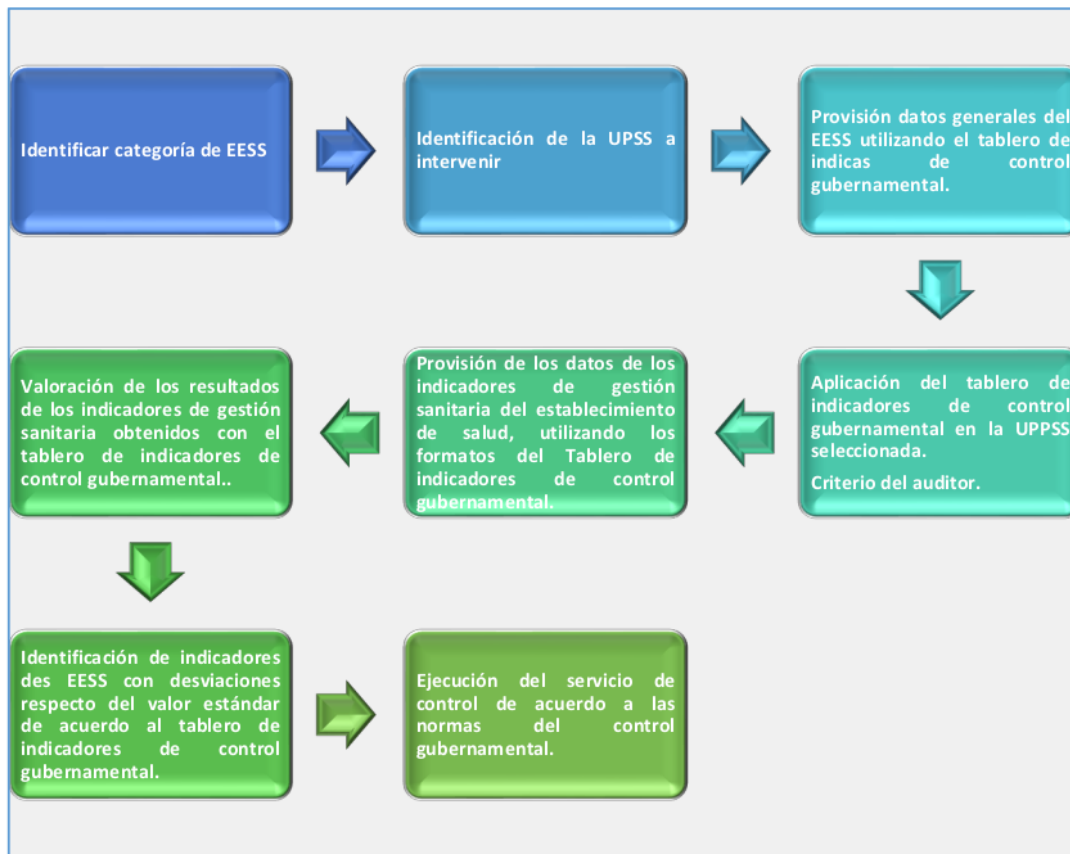 Identificar categoría de EESS
Identificación de la UPSS a
intervenir
Provisión datos generales del
EESS utilizando el tablero de
indicas de control
gubernamental.
Aplicación del tablero de
indicadores de control
gubernamental en la UPPSS
seleccionada.
Criterio del auditor.
Provisión de los datos de los
indicadores de gestión
sanitaria del establecimiento
de salud, utilizando los
formatos del Tablero de
indicadores de control
gubernamental.
Valoración de los resultados
de los indicadores de gestión
sanitaria obtenidos con el
tablero de indicadores de
control gubernamental..
Identificación de indicadores
des EESS con desviaciones
respecto del valor estándar
de acuerdo al tablero de
indicadores de control
gubernamental.
Ejecución del servicio de
control de acuerdo a las
normas del control
gubernamental.